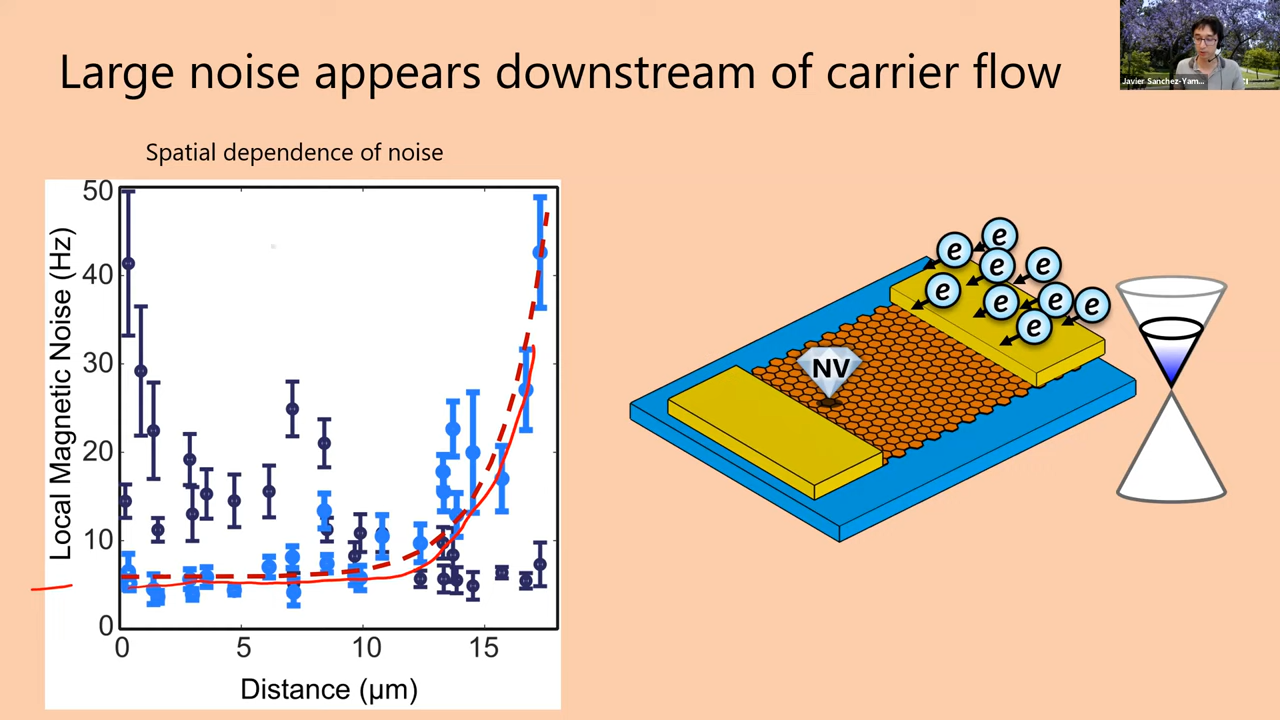 Large noise appears downstream of carrier flow
Javier Sanchez-Yam...
Spatial dependence of noise
Local Magnetic Noise (Hz)
50
40
30
20
10
0
0 5 10 15
Distance (µm)
NV
e
e
e
e
e
e
e
e
e